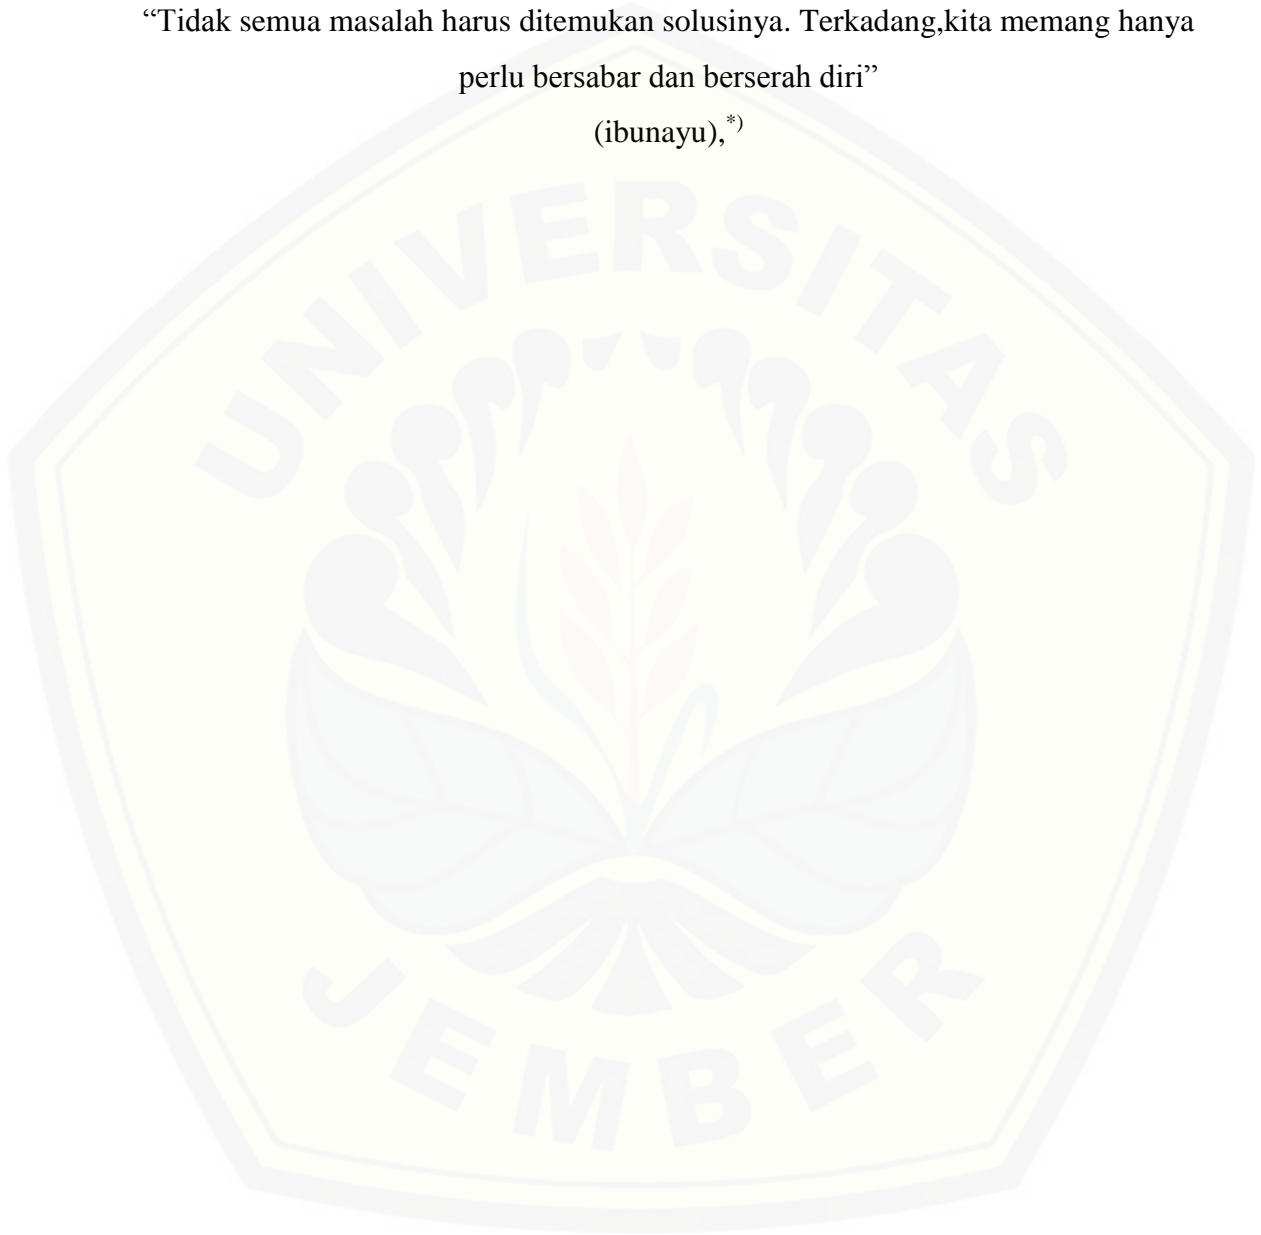 “Tidak semua masalah harus ditemukan solusinya. Terkadang,kita memang hanya
perlu bersabar dan berserah diri”
(ibunayu),*)
UNIVERSITAS
JEMBER